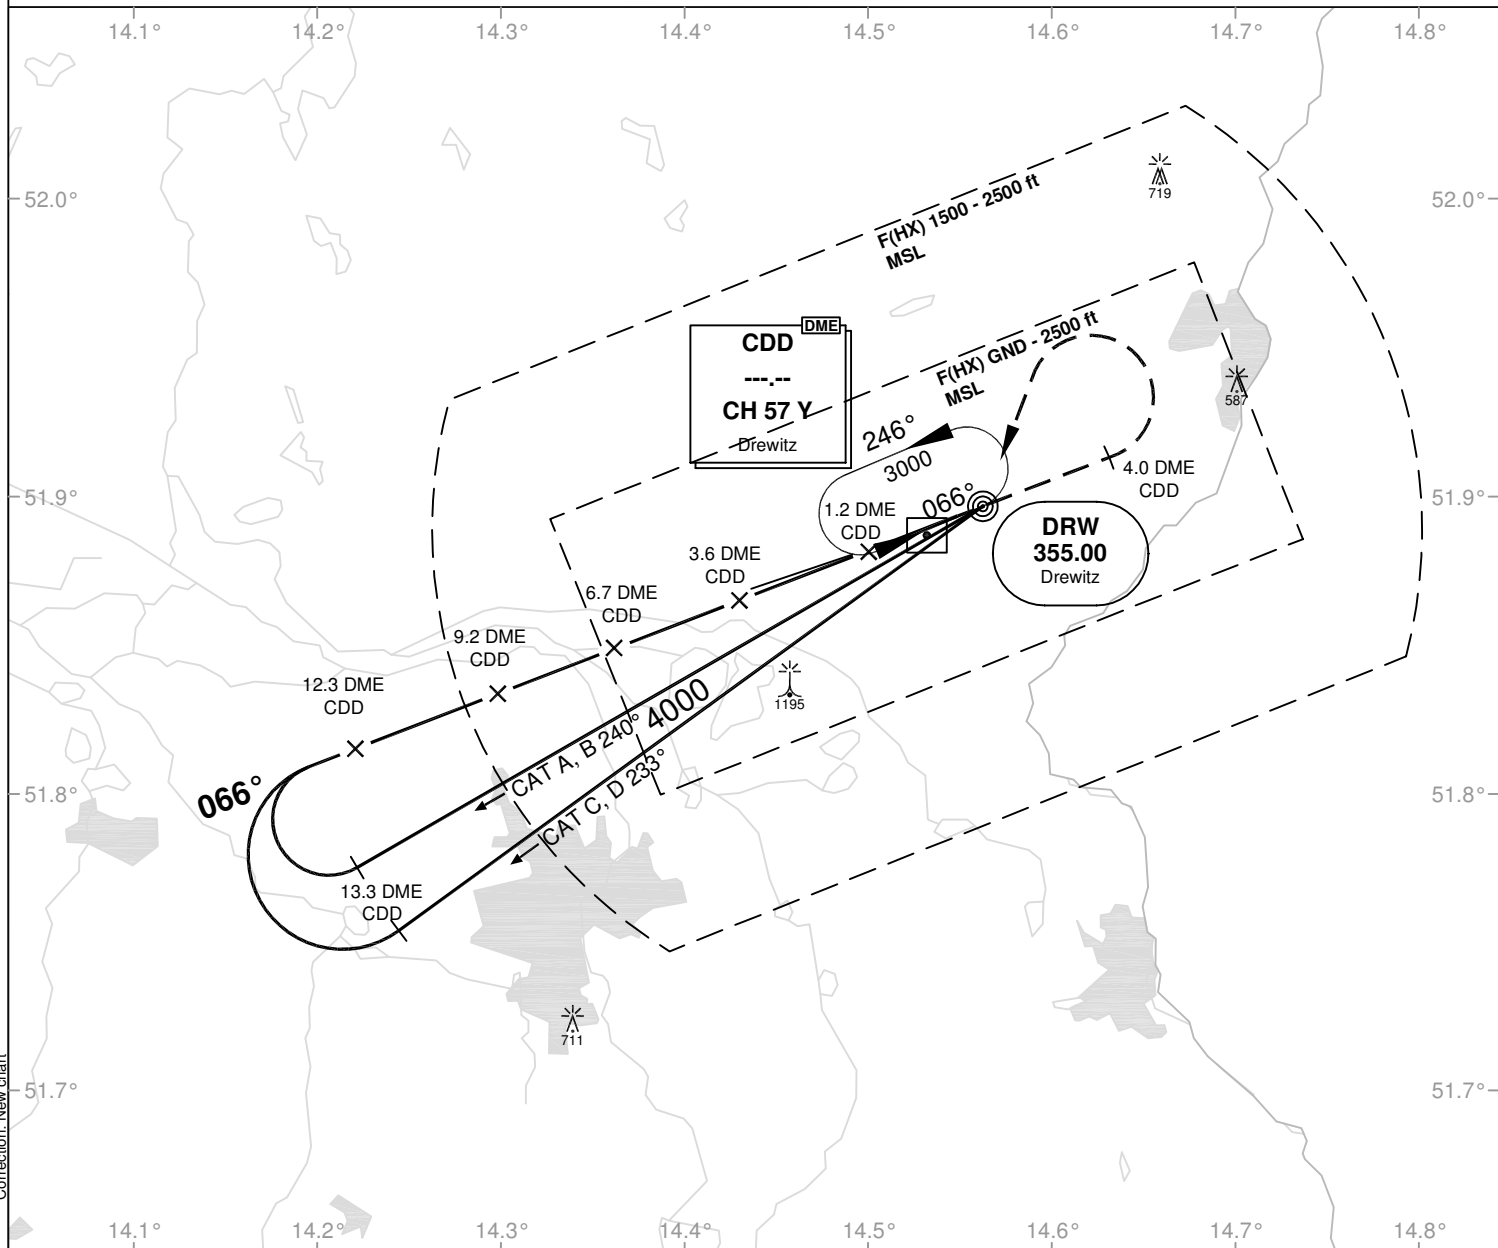 14.1° 14.2° 14.3° 14.4° 14.5° 14.6° 14.7° 14.8°
52.0° 52.0°
719
F(HX) 1500 - 2500 ft
MSL
F(HX) GND - 2500 ft
MSL
DME
CDD
---.--
CH 57 Y
Drewitz
587
246°
3000
4.0 DME
CDD
51.9° 51.9°
066°
1.2 DME
CDD
DRW
355.00
Drewitz
3.6 DME
CDD
6.7 DME
CDD
9.2 DME
CDD
12.3 DME
CDD
1195
4000
CAT A, B 240°
CAT C, D 233°
066°
51.8° 51.8°
13.3 DME
CDD
711
51.7° 51.7°
Correction: New chart
14.1° 14.2° 14.3° 14.4° 14.5° 14.6° 14.7° 14.8°